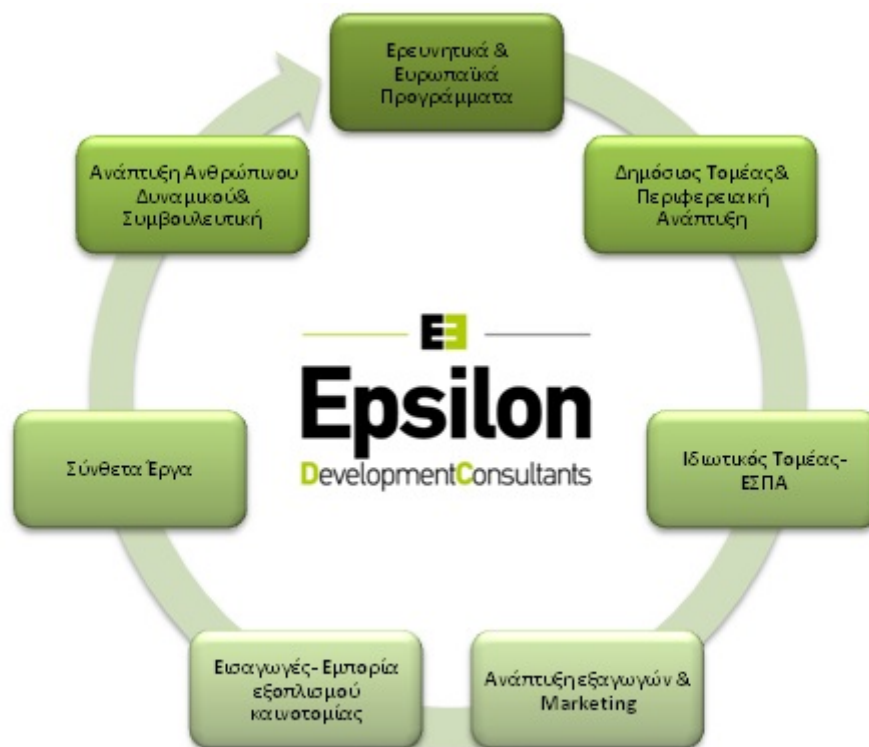 Ερευνητικά &
Ευρωπαϊκά
Προγράμματα
Δημόσιος Τομέας &
Περιφερειακή
Ανάπτυξη
Ιδιωτικός Τομέας-
ΕΣΠΑ
Ανάπτυξη εξαγωγών &
Marketing
Εισαγωγές- Εμπορία
εξοπλισμού
καινοτομίας
Σύνθετα Έργα
Ανάπτυξη Ανθρώπινου
Δυναμικού &
Συμβουλευτική
Epsilon
DevelopmentConsultants